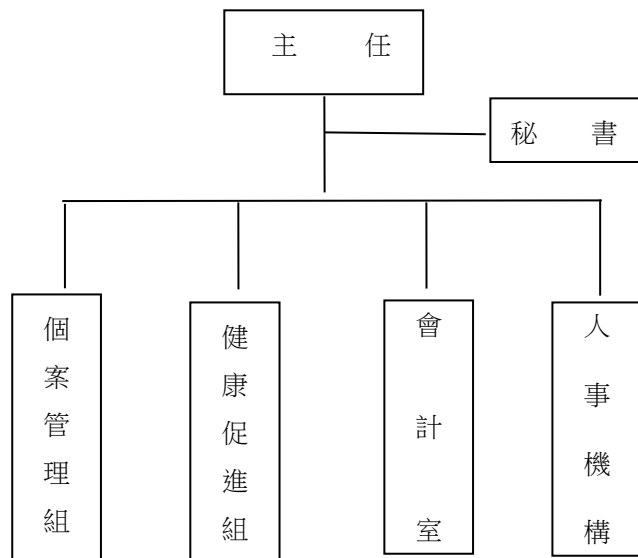 主 任
秘 書
個案管理組
健康促進組
會計室
人事機構